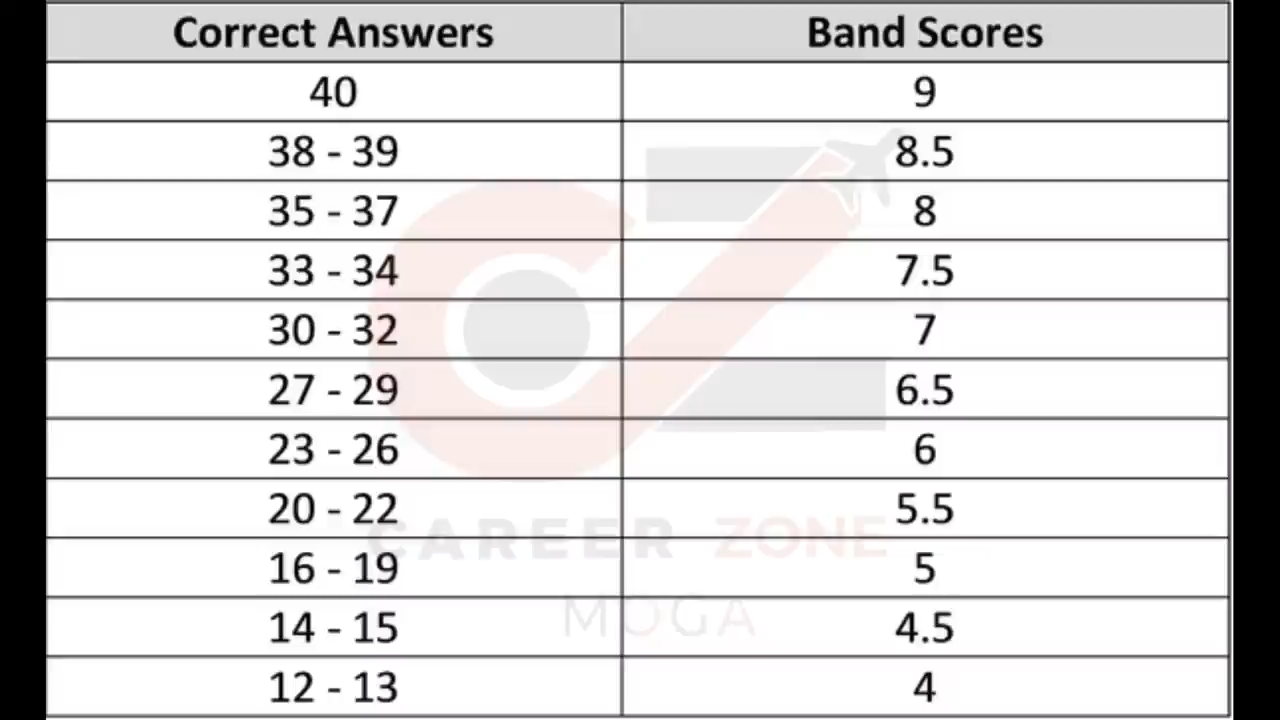 Correct Answers Band Scores
40 9
38 - 39 8.5
35 - 37 8
33 - 34 7.5
30 - 32 7
27 - 29 6.5
23 - 26 6
20 - 22 5.5
CAREER ZONE
16 - 19 5
MOGA
14 - 15 4.5
12 - 13 4